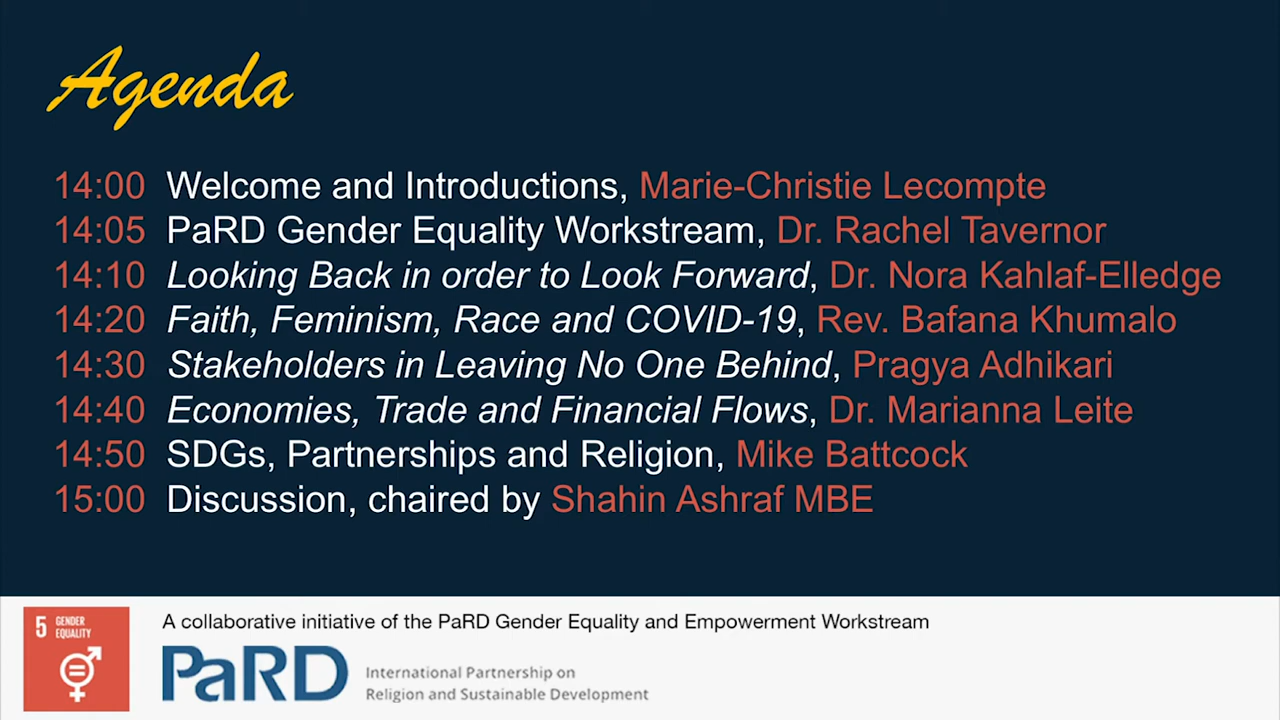 Agenda
14:00 Welcome and Introductions, Marie-Christie Lecompte
14:05 PaRD Gender Equality Workstream, Dr. Rachel Tavernor
14:10 Looking Back in order to Look Forward, Dr. Nora Kahlaf-Elledge
14:20 Faith, Feminism, Race and COVID-19, Rev. Bafana Khumalo
14:30 Stakeholders in Leaving No One Behind, Pragya Adhikari
14:40 Economies, Trade and Financial Flows, Dr. Marianna Leite
14:50 SDGs, Partnerships and Religion, Mike Battcock
15:00 Discussion, chaired by Shahin Ashraf MBE
5 GENDER
EQUALITY
A collaborative initiative of the PaRD Gender Equality and Empowerment Workstream
PaRD
International Partnership on
Religion and Sustainable Development